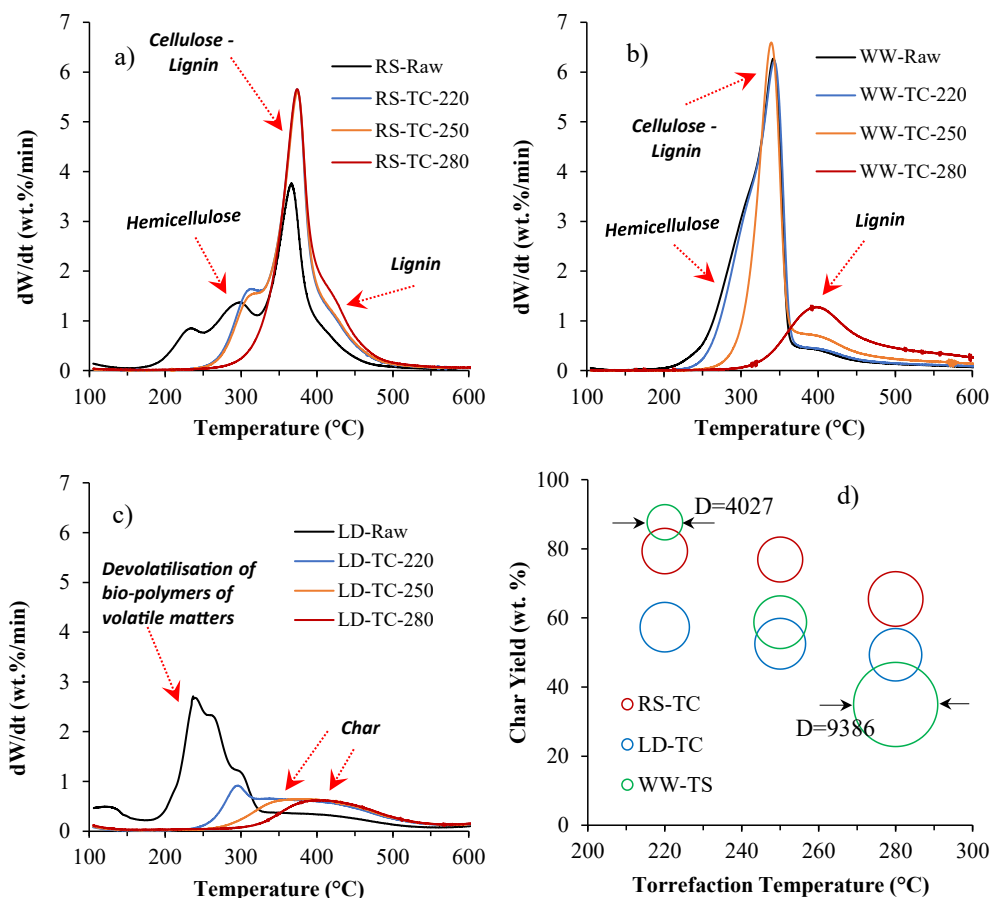 a)
dW/dt (wt.%/min)
7
6
5
4
3
2
1
0
Cellulose -
Lignin
Hemicellulose
Lignin
RS-Raw
RS-TC-220
RS-TC-250
RS-TC-280
100 200 300 400 500 600
Temperature (°C)
b)
dW/dt (wt.%/min)
7
6
5
4
3
2
1
0
Cellulose -
Lignin
Hemicellulose
Lignin
WW-Raw
WW-TC-220
WW-TC-250
WW-TC-280
100 200 300 400 500 600
Temperature (°C)
c)
dW/dt (wt.%/min)
7
6
5
4
3
2
1
0
Devolatilisation of
bio-polymers of
volatile matters
Char
LD-Raw
LD-TC-220
LD-TC-250
LD-TC-280
100 200 300 400 500 600
Temperature (°C)
d)
Char Yield (wt. %)
100
80
60
40
20
0
D=4027
D=9386
RS-TC
LD-TC
WW-TS
200 220 240 260 280 300
Torrefaction Temperature (°C)